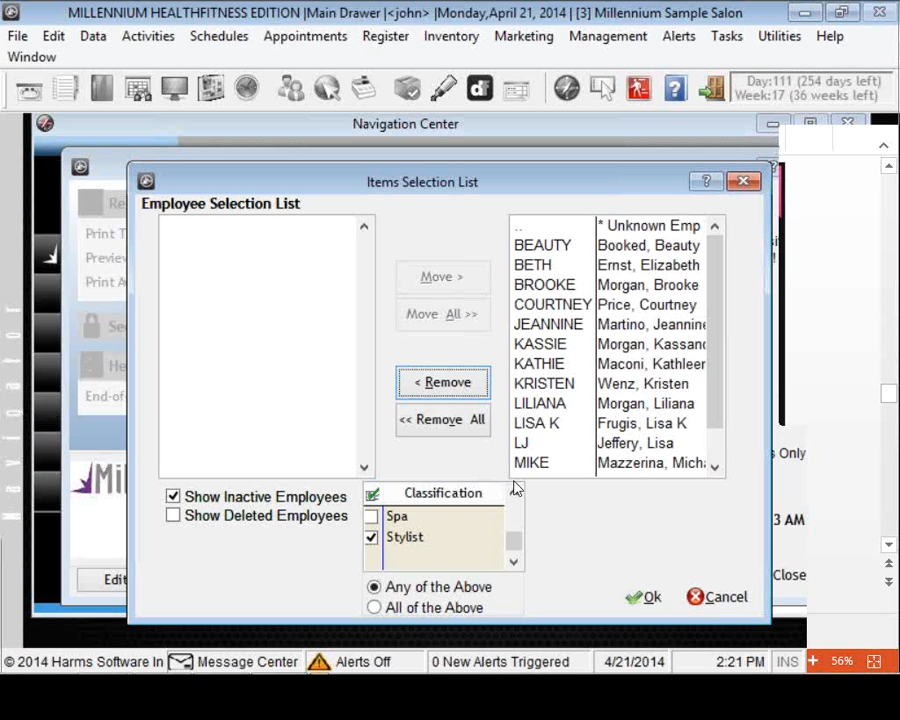 MILLENNIUM HEALTHFITNESS EDITION |Main Drawer |<john> |Monday,April 21, 2014 | [3] Millennium Sample Salon
File Edit Data Activities Schedules Appointments Register Inventory Marketing Management Alerts Tasks Utilities Help
Window
Day:111 (254 days left)
Week:17 (36 weeks left)
Navigation Center
Items Selection List
Employee Selection List
Print T
Preview
Print A
Se
He
End-of
Mil
Edit
Move >
Move All >>
< Remove
<< Remove All
.. * Unknown Emp
BEAUTY Booked, Beauty
BETH Ernst, Elizabeth
BROOKE Morgan, Brooke
COURTNEY Price, Courtney
JEANNINE Martino, Jeannine
KASSIE Morgan, Kassand
KATHIE Maconi, Kathleen
KRISTEN Wenz, Kristen
LILIANA Morgan, Liliana
LISA K Frugis, Lisa K
LJ Jeffery, Lisa
MIKE Mazzerina, Micha
Show Inactive Employees
Show Deleted Employees
Classification
Spa
Stylist
Any of the Above
All of the Above
Ok Cancel
s Only
3 AM
Close
© 2014 Harms Software In Message Center Alerts Off 0 New Alerts Triggered 4/21/2014 2:21 PM INS 56%